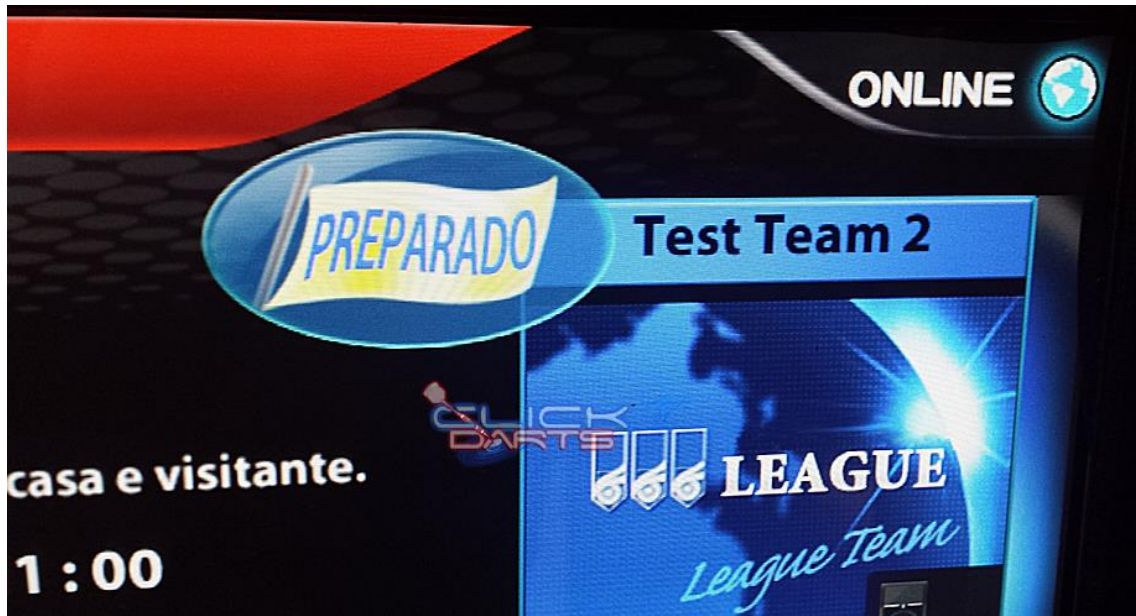 ONLINE
PREPARADO
Test Team 2
CLICK
DARTS
casa e visitante.
LEAGUE
1 : 00
League Team